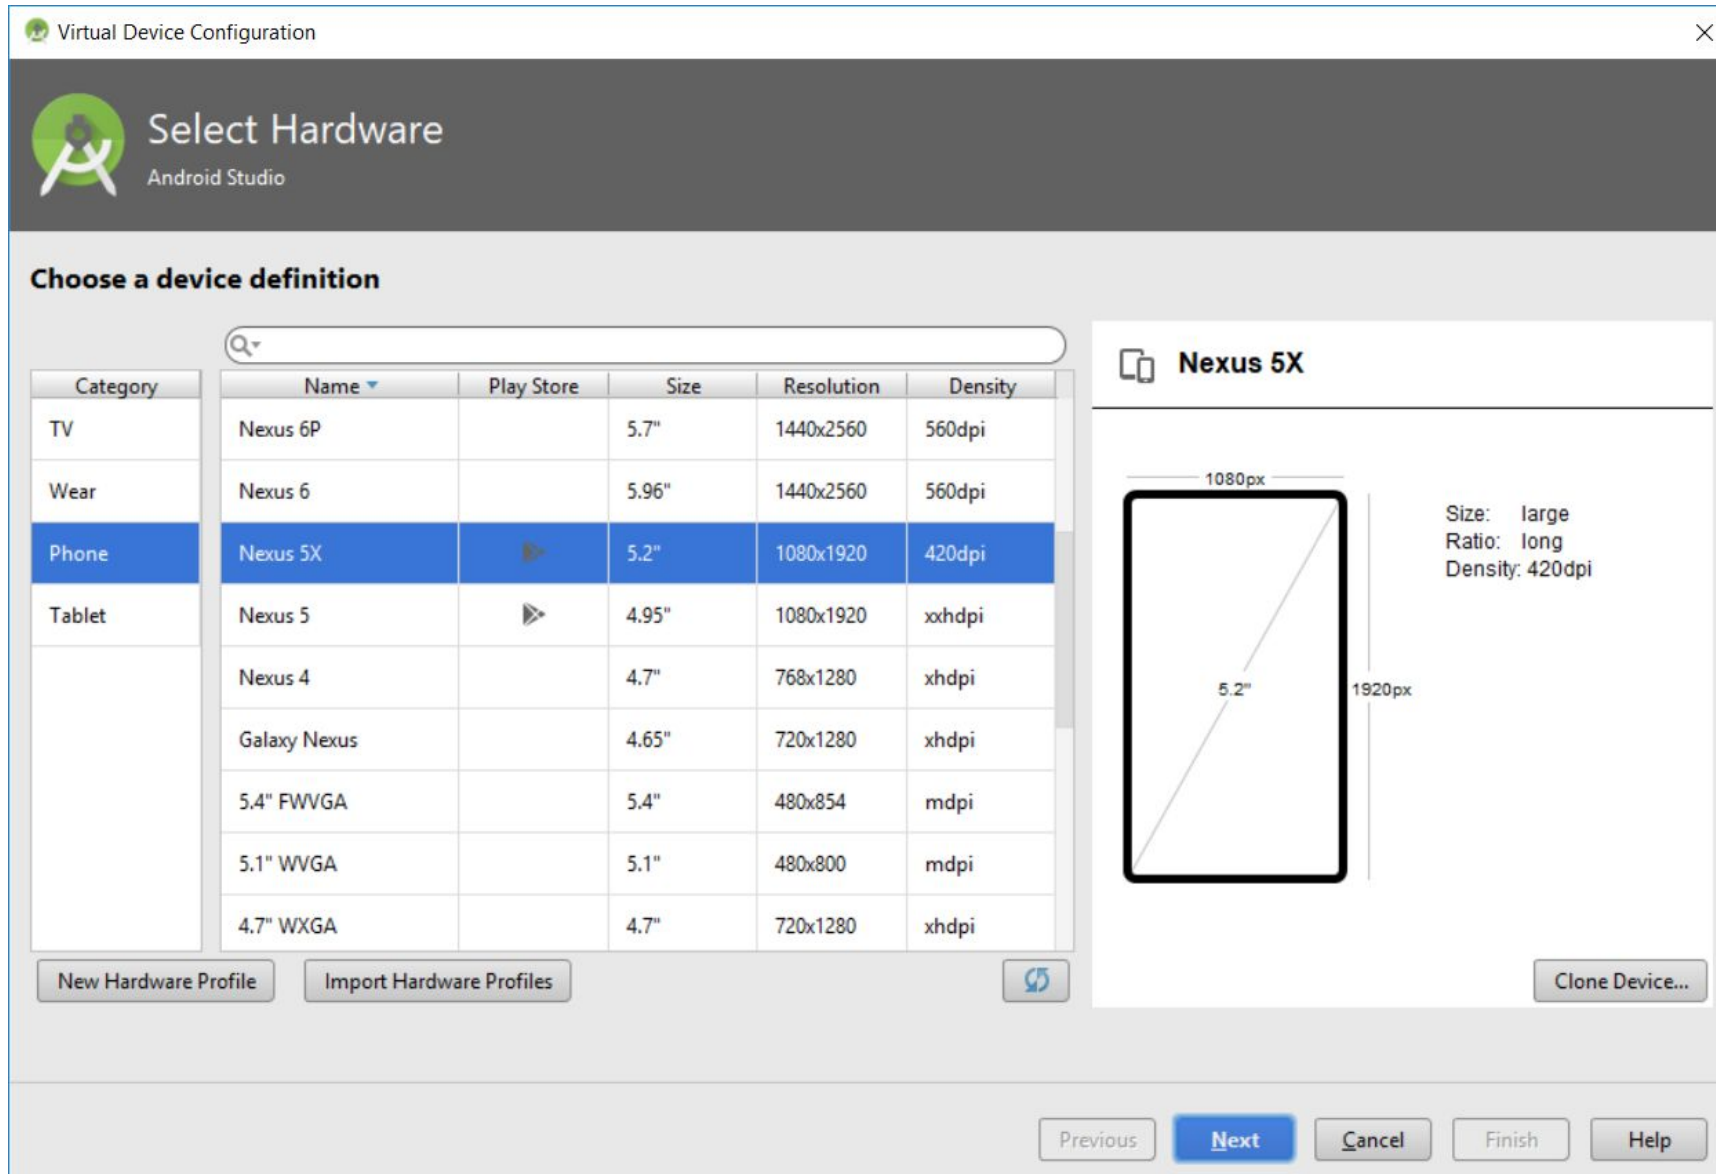 Virtual Device Configuration
Select Hardware
Android Studio
Choose a device definition
Category
TV
Wear
Phone
Tablet
Name Play Store Size Resolution Density
Nexus 6P 5.7" 1440x2560 560dpi
Nexus 6 5.96" 1440x2560 560dpi
Nexus 5X 5.2" 1080x1920 420dpi
Nexus 5 4.95" 1080x1920 xxhdpi
Nexus 4 4.7" 768x1280 xhdpi
Galaxy Nexus 4.65" 720x1280 xhdpi
5.4" FWVGA 5.4" 480x854 mdpi
5.1" WVGA 5.1" 480x800 mdpi
4.7" WXGA 4.7" 720x1280 xhdpi
New Hardware Profile Import Hardware Profiles
Nexus 5X
1080px
5.2"
1920px
Size: large
Ratio: long
Density: 420dpi
Clone Device...
Previous Next Cancel Finish Help